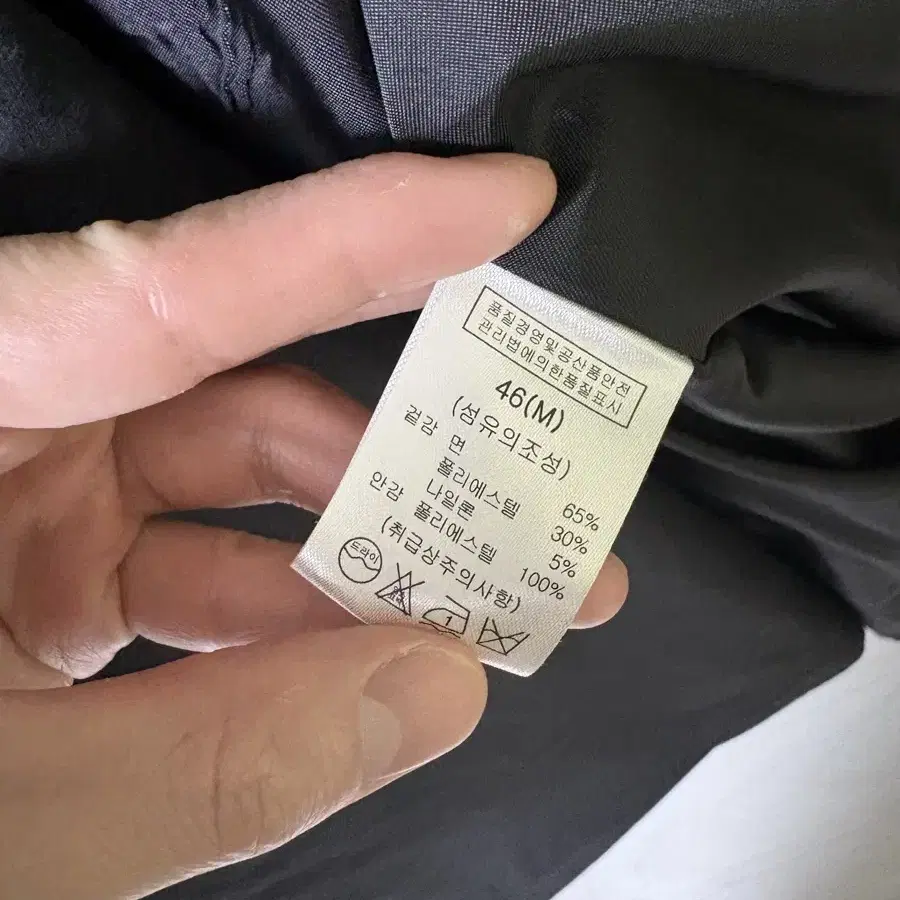 품질경영및공산품안전
관리법에의한품질표시
46(M)
(섬유의조성)
겉감 면 65%
폴리에스텔 30%
나일론 5%
안감 폴리에스텔 100%
(취급상주의사항)
드라이
1